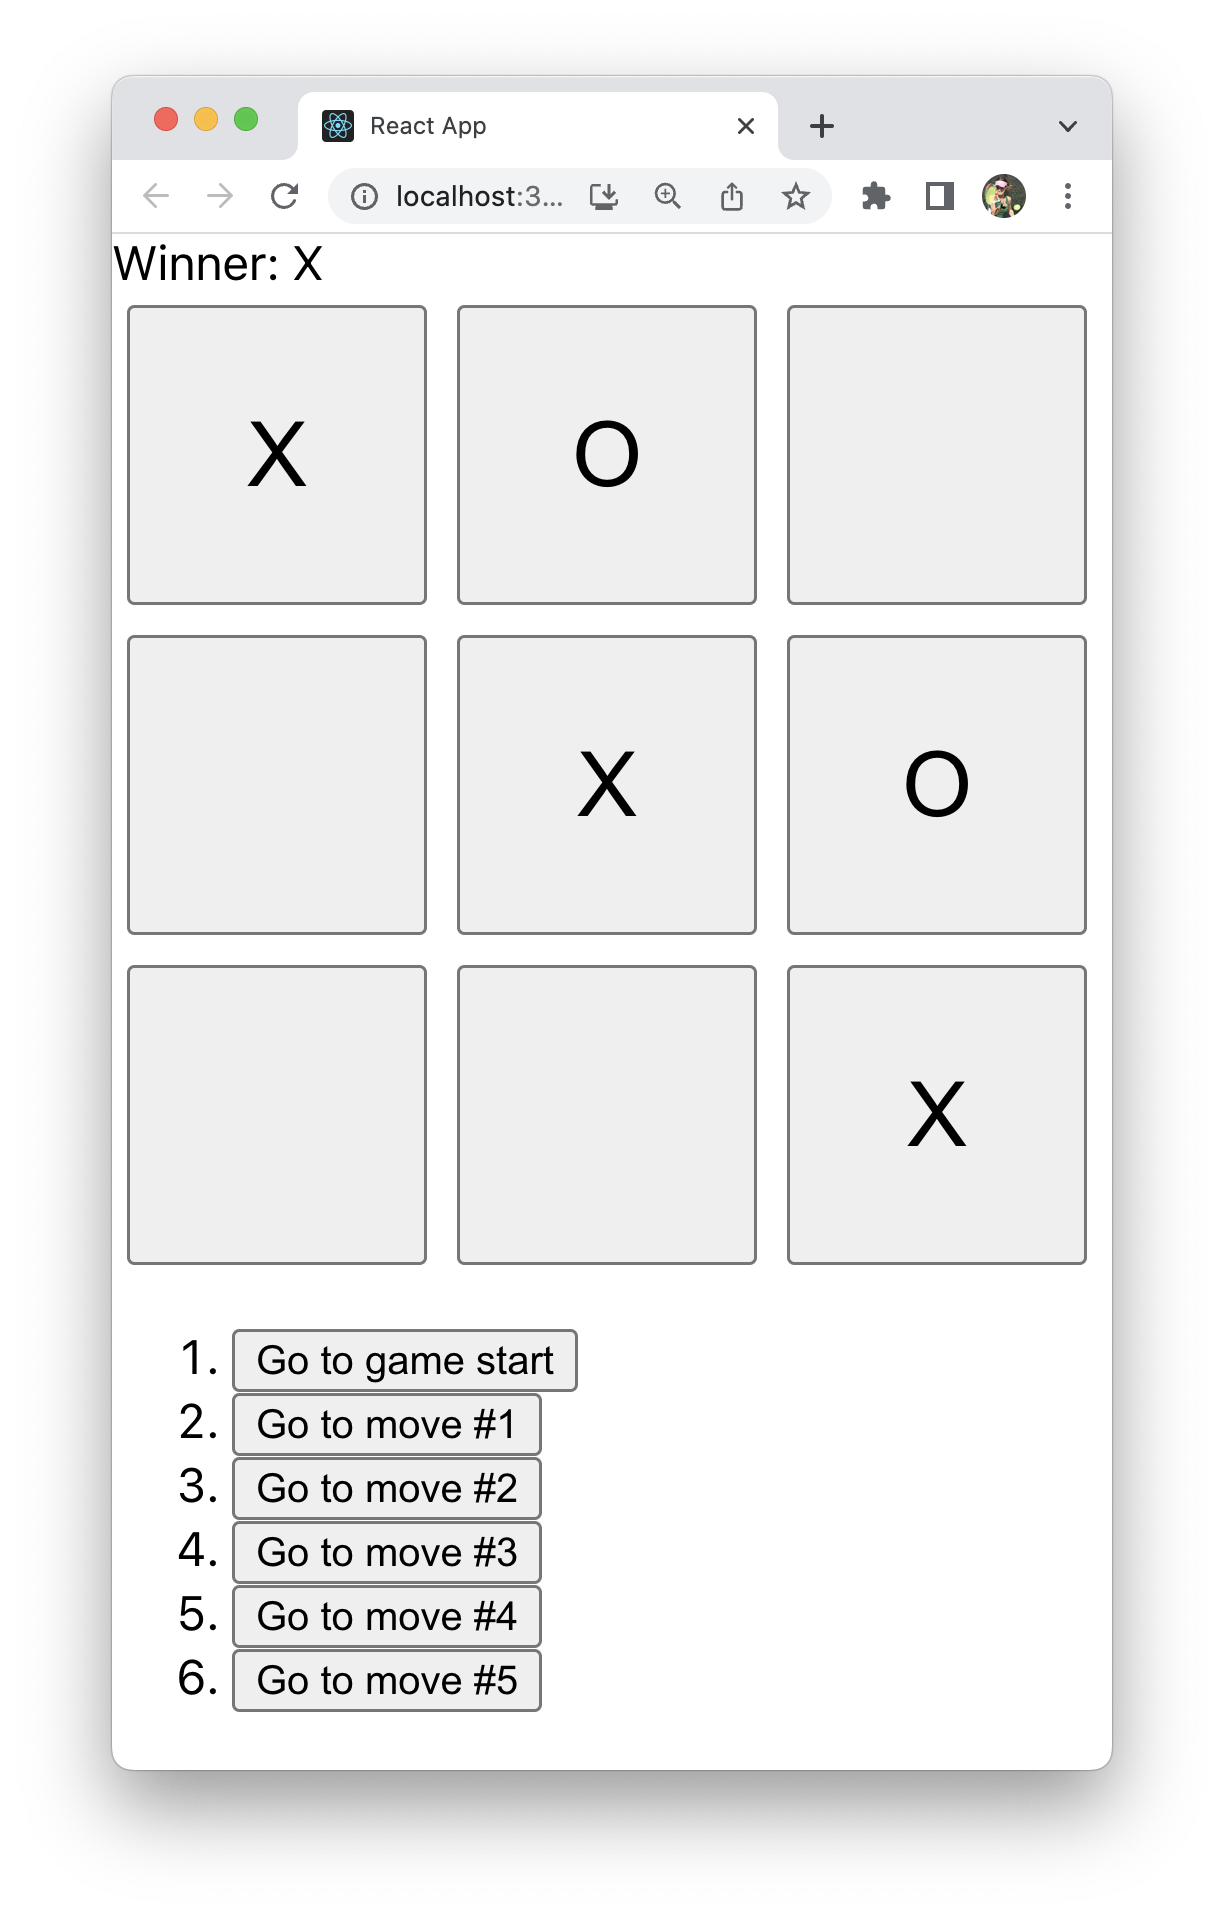 React App
localhost:3...
Winner: X
X O
X O
X
1. Go to game start
2. Go to move #1
3. Go to move #2
4. Go to move #3
5. Go to move #4
6. Go to move #5